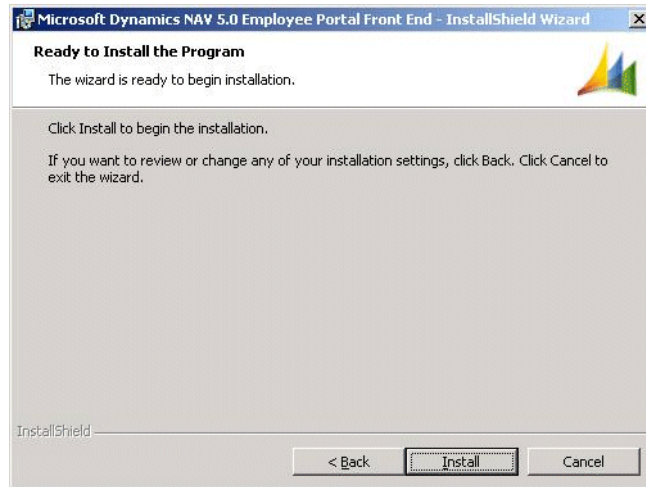 Microsoft Dynamics NAV 5.0 Employee Portal Front End - InstallShield Wizard
Ready to Install the Program
The wizard is ready to begin installation.
Click Install to begin the installation.
If you want to review or change any of your installation settings, click Back. Click Cancel to
exit the wizard.
InstallShield
< Back Install Cancel